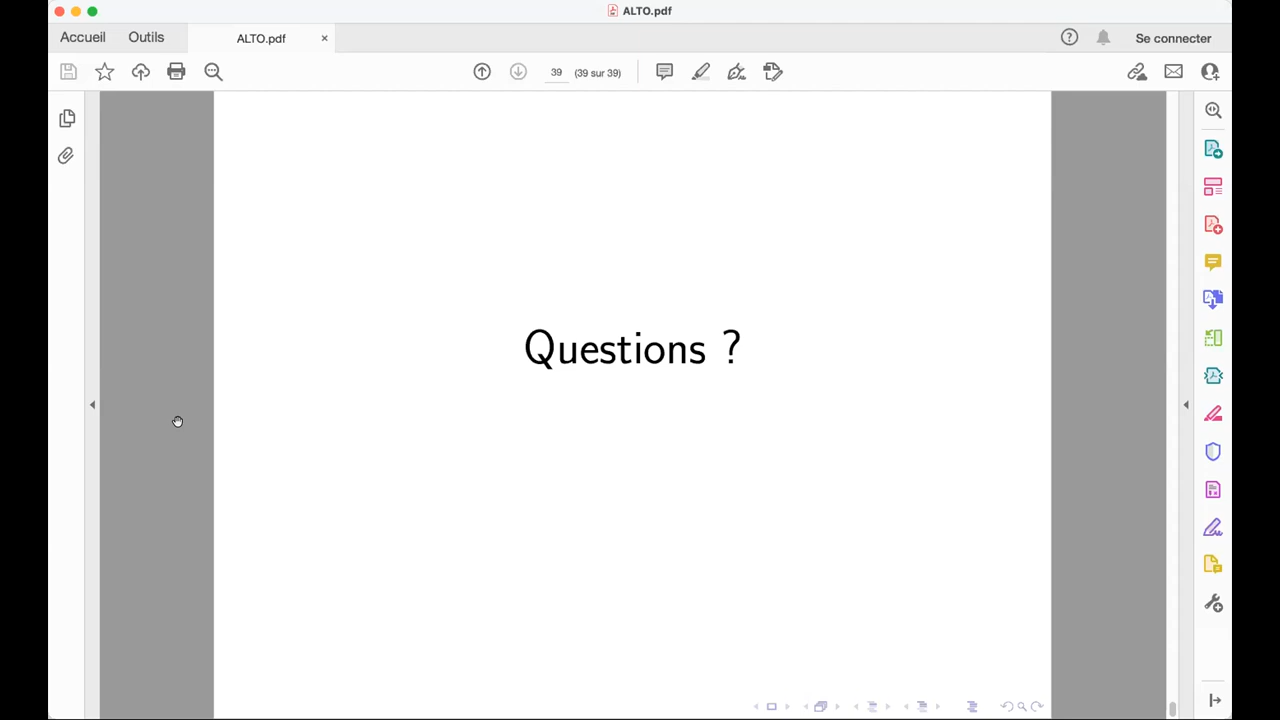 ALTO.pdf
Accueil Outils ALTO.pdf × Se connecter
39 (39 sur 39)
Questions ?